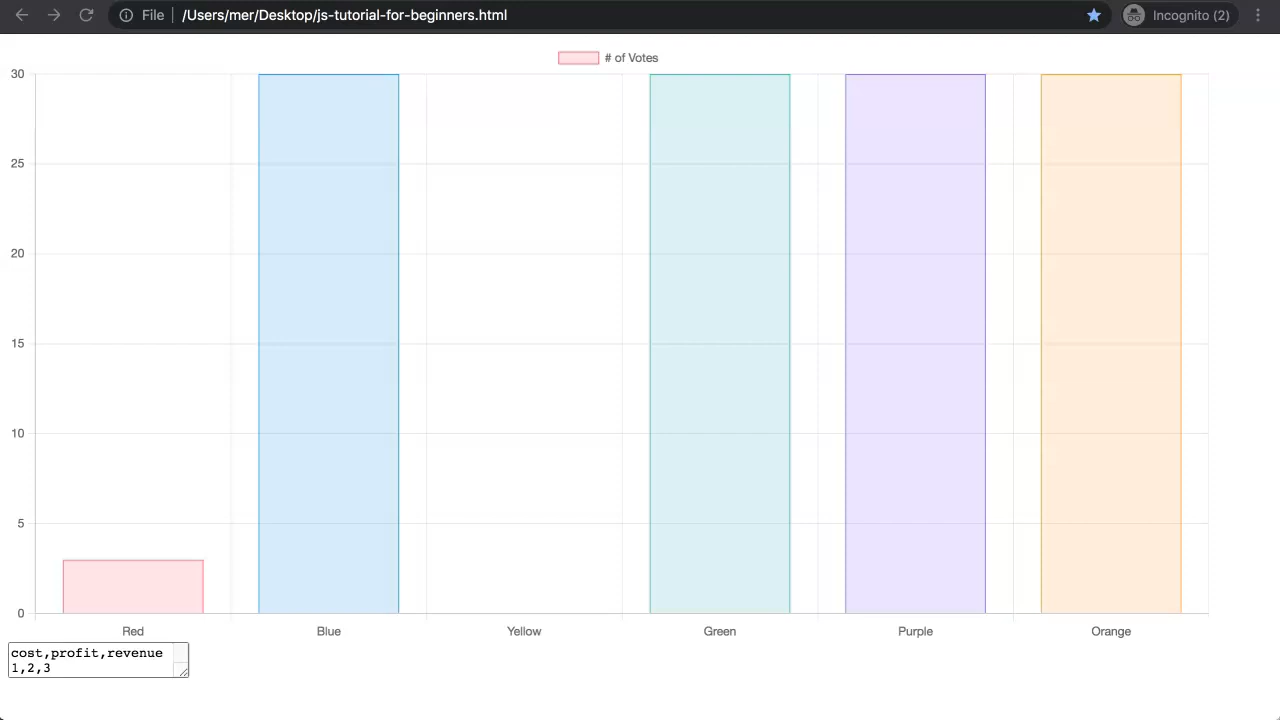 File /Users/mer/Desktop/js-tutorial-for-beginners.html Incognito (2)
# of Votes
30
25
20
15
10
5
0
Red Blue Yellow Green Purple Orange
cost,profit,revenue
1,2,3